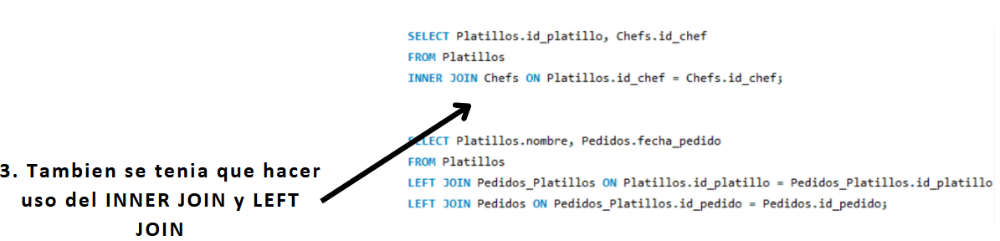 SELECT Platillos.id_platillo, Chefs.id_chef
FROM Platillos
INNER JOIN Chefs ON Platillos.id_chef = Chefs.id_chef;
SELECT Platillos.nombre, Pedidos.fecha_pedido
FROM Platillos
LEFT JOIN Pedidos_Platillos ON Platillos.id_platillo = Pedidos_Platillos.id_platillo
LEFT JOIN Pedidos ON Pedidos_Platillos.id_pedido = Pedidos.id_pedido;
3. Tambien se tenia que hacer
uso del INNER JOIN y LEFT
JOIN